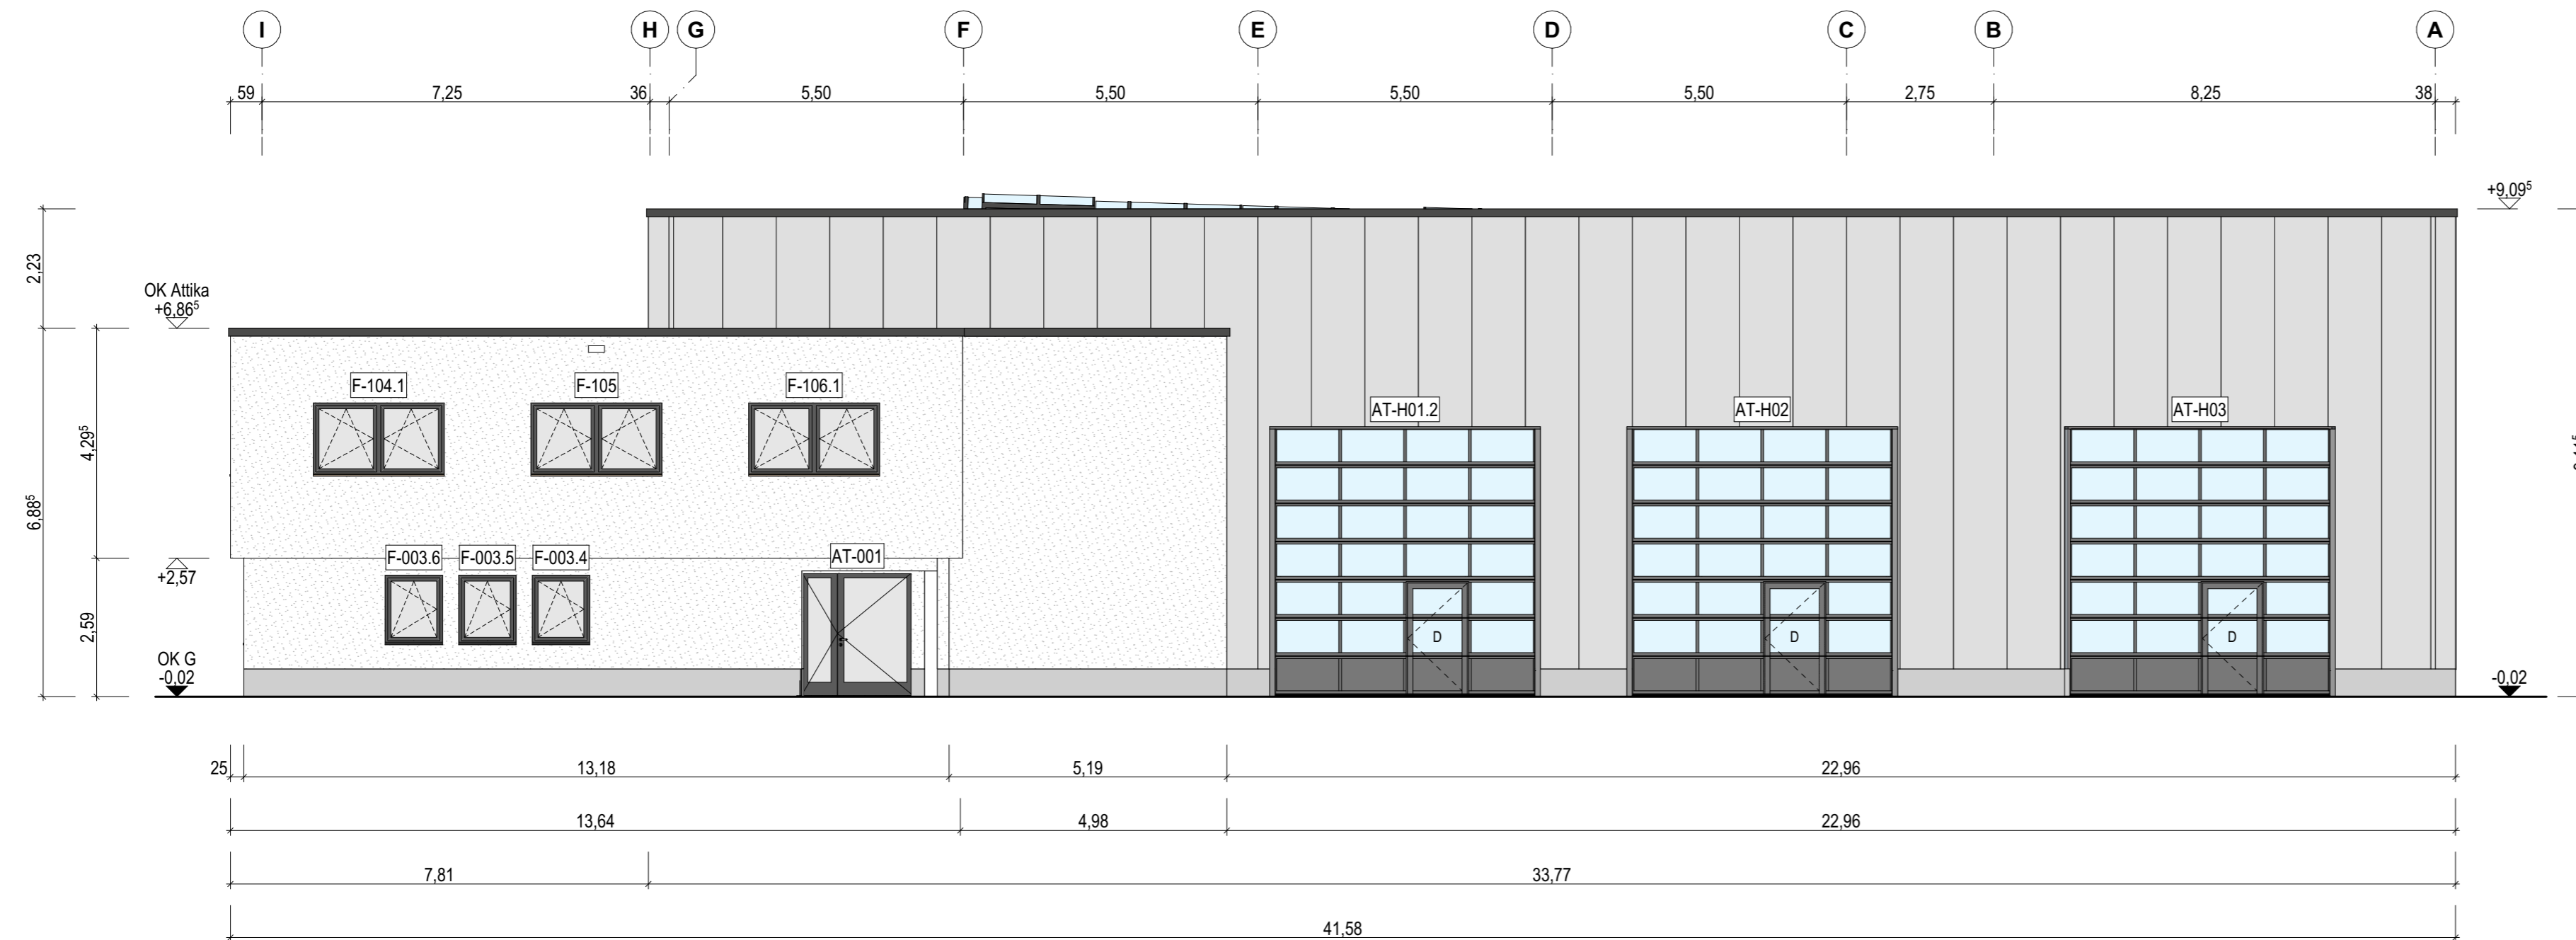 I H G F E D C B A
59 7,25 36 5,50 5,50 5,50 5,50 2,75 8,25 38
+9,09⁵
2,23
OK Attika
+6,86⁵
F-104.1 F-105 F-106.1
AT-H01.2 AT-H02 AT-H03
4,29⁵
6,88⁵
F-003.6 F-003.5 F-003.4 AT-001
+2,57
2,59
D D D
OK G
-0,02
-0,02
25 13,18 5,19 22,96
13,64 4,98 22,96
7,81 33,77
41,58